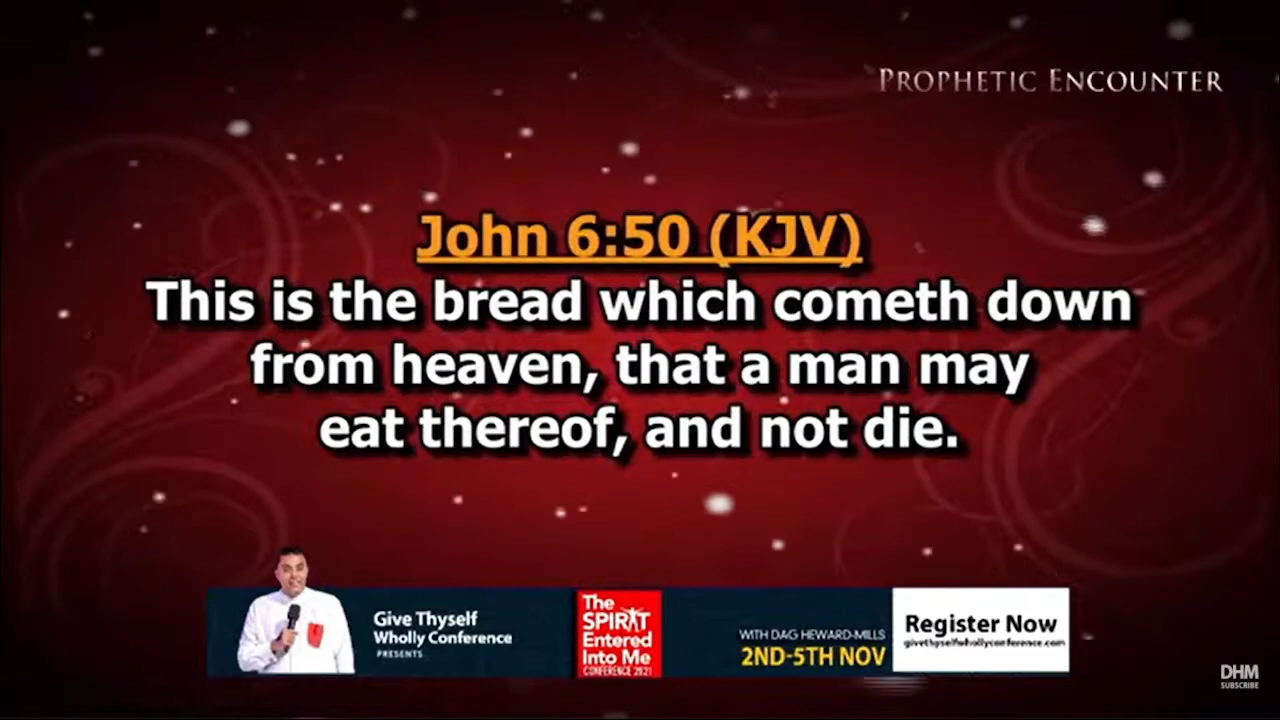 PROPHETIC ENCOUNTER
John 6:50 (KJV)
This is the bread which cometh down
from heaven, that a man may
eat thereof, and not die.
Give Thyself
Wholly Conference
PRESENTS
The
SPIRIT
Entered
Into Me
CONFERENCE 2021
WITH DAG HEWARD-MILLS
2ND-5TH NOV
Register Now
givethyselfwhollyconference.com
DHM
SUBSCRIBE